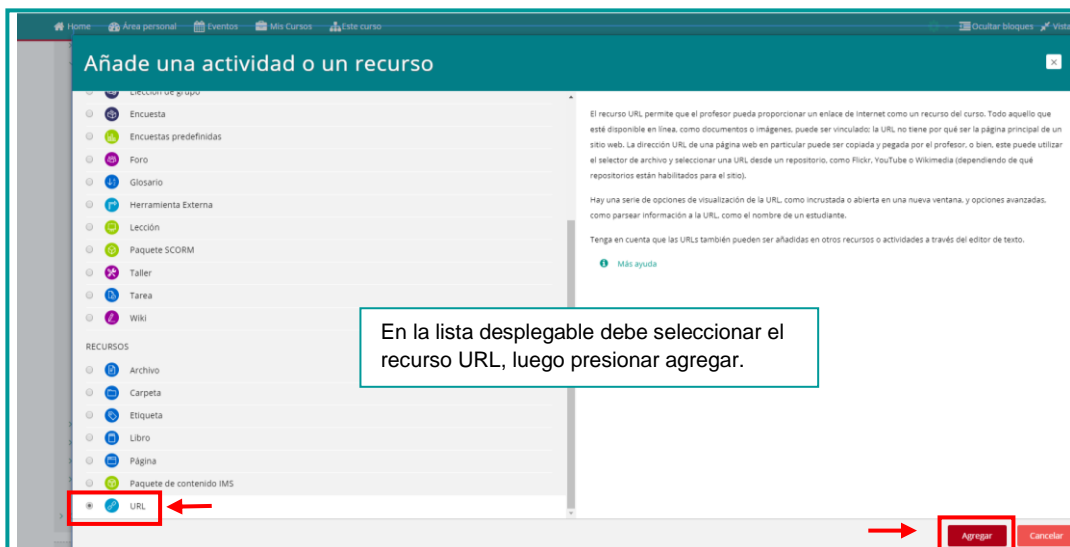 Home Área personal Eventos Mis Cursos Este curso Ocultar bloques Vista
Añade una actividad o un recurso
Elección de grupo
Encuesta
Encuestas predefinidas
Foro
Glosario
Herramienta Externa
Lección
Paquete SCORM
Taller
Tarea
Wiki
RECURSOS
Archivo
Carpeta
Etiqueta
Libro
Página
Paquete de contenido IMS
URL
El recurso URL permite que el profesor pueda proporcionar un enlace de Internet como un recurso del curso. Todo aquello que
esté disponible en línea, como documentos o imágenes, puede ser vinculado; la URL no tiene por qué ser la página principal de un
sitio web. La dirección URL de una página web en particular puede ser copiada y pegada por el profesor, o bien, este puede utilizar
el selector de archivo y seleccionar una URL desde un repositorio, como Flickr, YouTube o Wikimedia (dependiendo de qué
repositorios están habilitados para el sitio).
Hay una serie de opciones de visualización de la URL, como incrustada o abierta en una nueva ventana, y opciones avanzadas,
como parsear información a la URL, como el nombre de un estudiante.
Tenga en cuenta que las URLs también pueden ser añadidas en otros recursos o actividades a través del editor de texto.
Más ayuda
En la lista desplegable debe seleccionar el
recurso URL, luego presionar agregar.
Agregar Cancelar